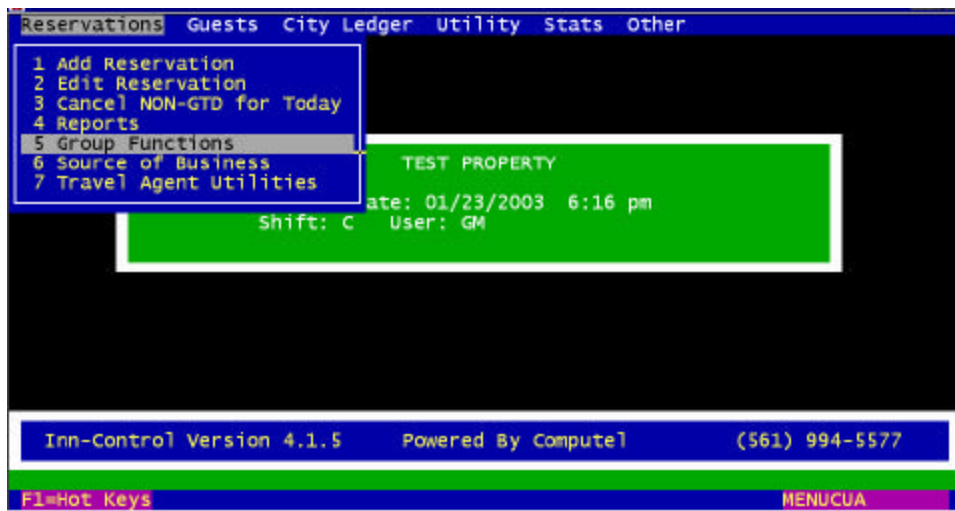 Reservations Guests City Ledger Utility Stats Other
1 Add Reservation
2 Edit Reservation
3 Cancel NON-GTD for Today
4 Reports
5 Group Functions
6 Source of Business
7 Travel Agent Utilities
TEST PROPERTY
ate: 01/23/2003 6:16 pm
Shift: C User: GM
Inn-Control Version 4.1.5 Powered By Computel (561) 994-5577
F1=Hot Keys MENUCUA